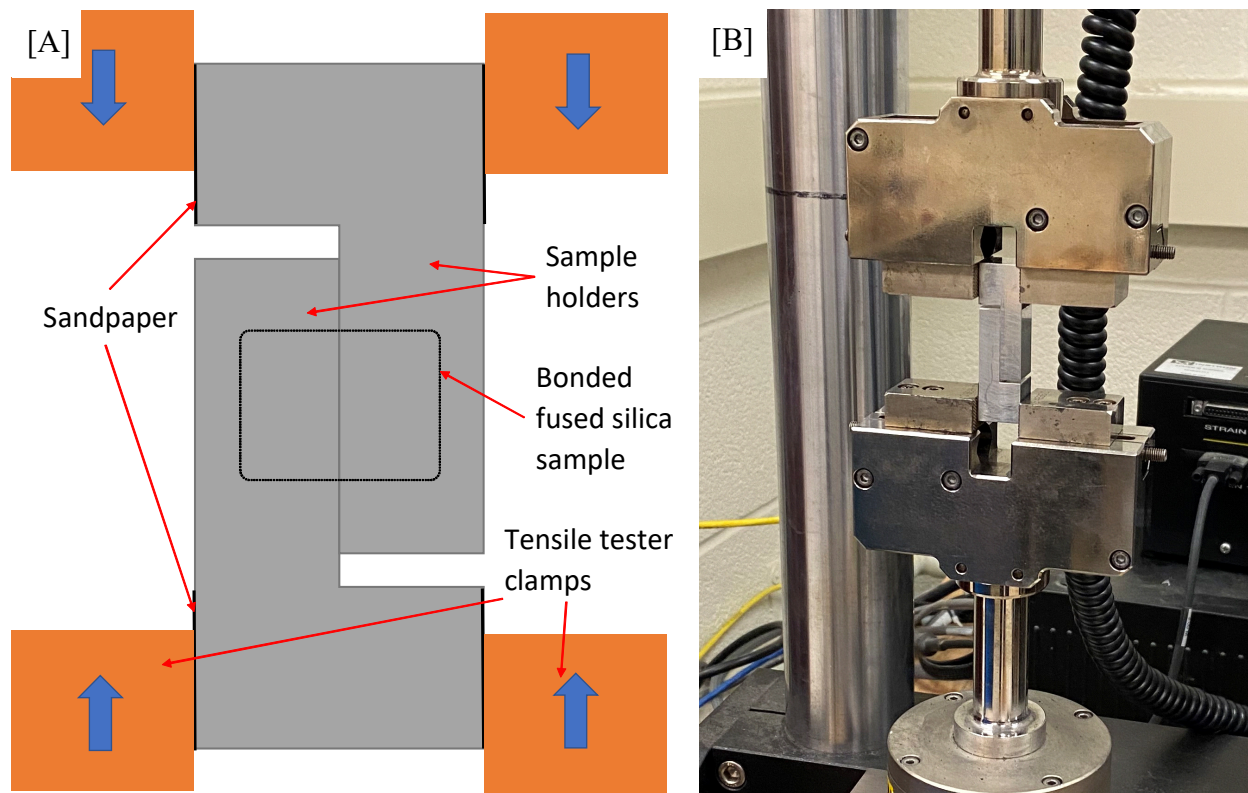 [A]
[B]
Sample
holders
Sandpaper
Bonded
fused silica
sample
Tensile tester
clamps
STRAIN